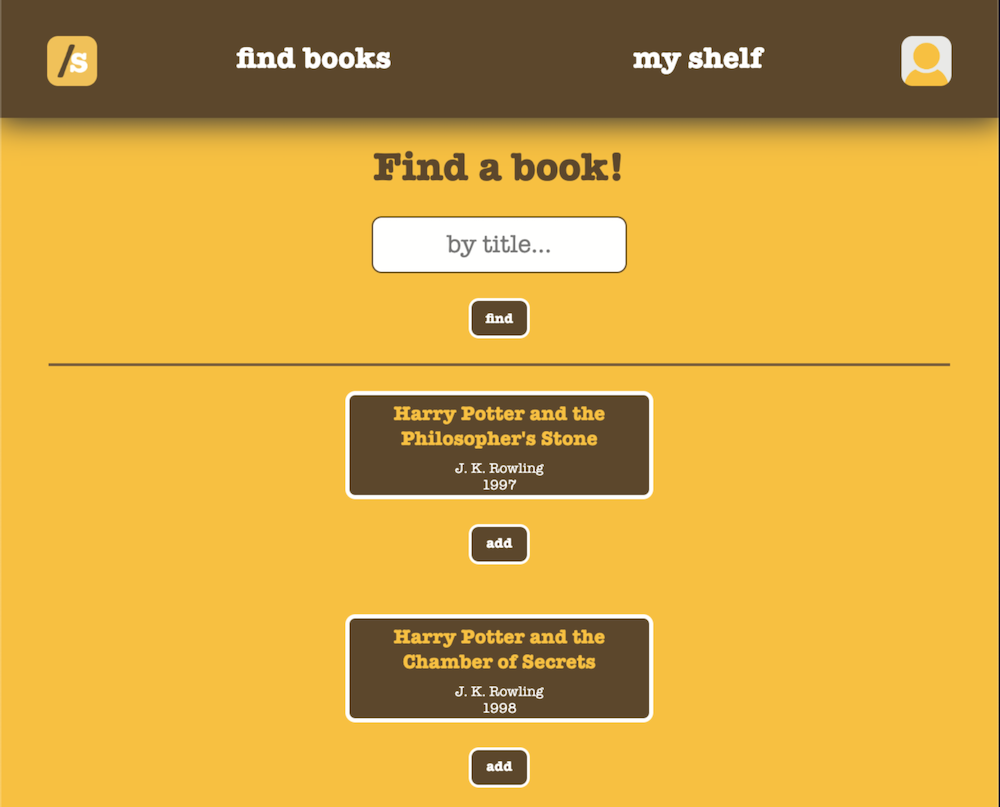 /s
find books
my shelf
Find a book!
by title...
find
Harry Potter and the
Philosopher's Stone
J. K. Rowling
1997
add
Harry Potter and the
Chamber of Secrets
J. K. Rowling
1998
add